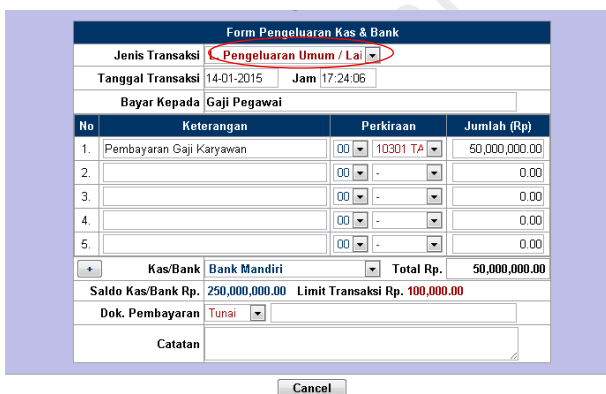 Form Pengeluaran Kas & Bank
Jenis Transaksi L. Pengeluaran Umum / Lai
Tanggal Transaksi 14-01-2015 Jam 17:24:06
Bayar Kepada Gaji Pegawai
No Keterangan Perkiraan Jumlah (Rp)
1. Pembayaran Gaji Karyawan 00 10301 TA 50,000,000.00
2. 00 - 0.00
3. 00 - 0.00
4. 00 - 0.00
5. 00 - 0.00
+ Kas/Bank Bank Mandiri Total Rp. 50,000,000.00
Saldo Kas/Bank Rp. 250,000,000.00 Limit Transaksi Rp. 100,000.00
Dok. Pembayaran Tunai
Catatan
Cancel